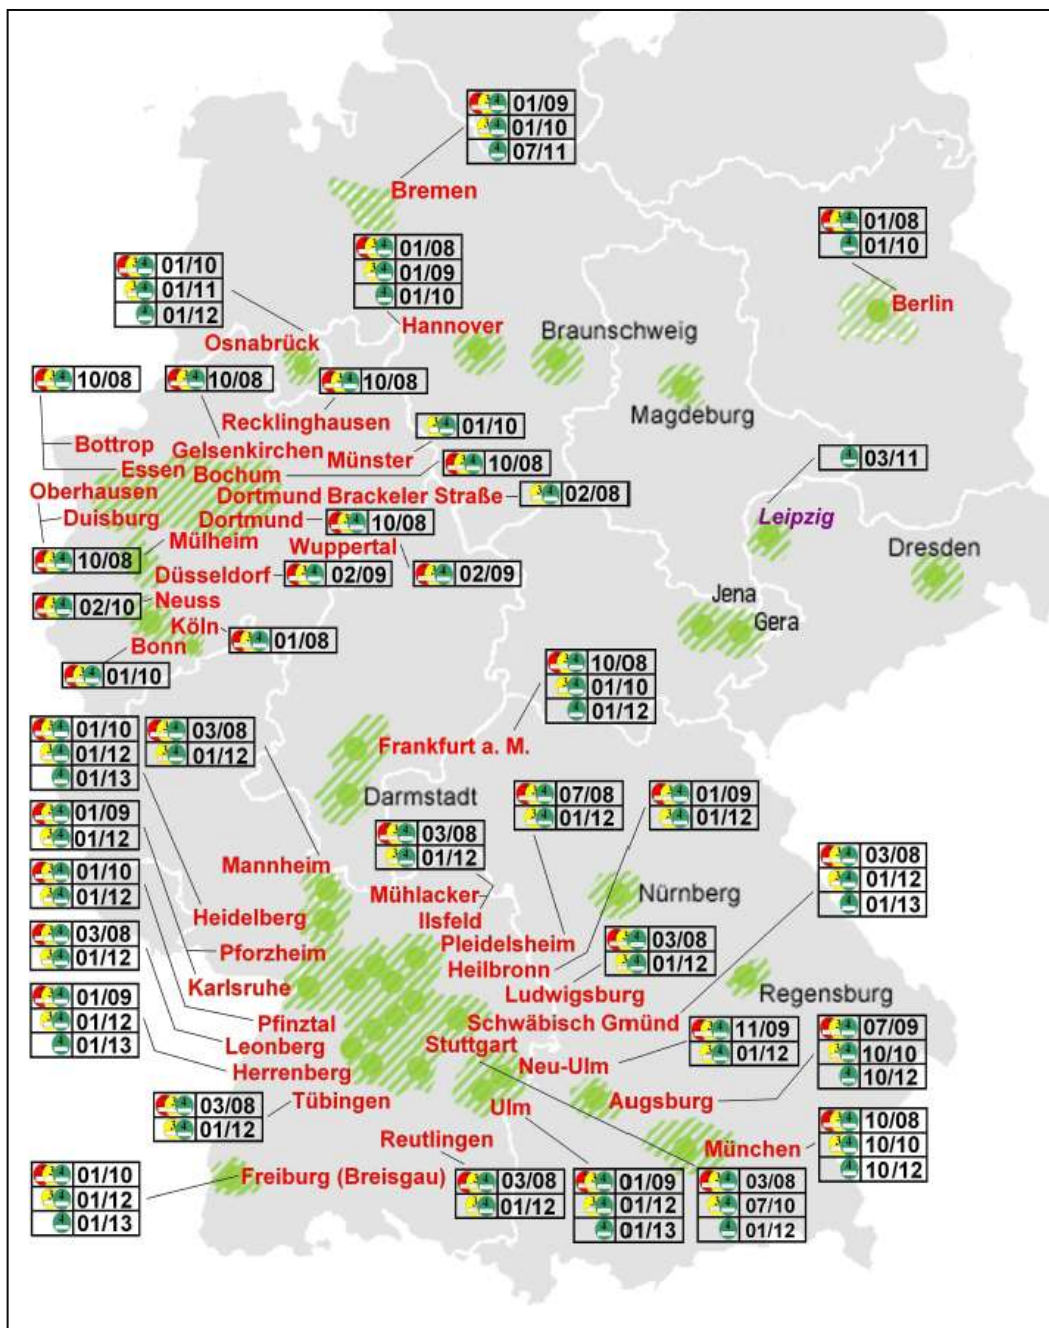 01/09
01/10
07/11
Bremen
01/08
01/10
Berlin
01/08
01/09
01/10
Hannover
01/10
01/11
01/12
Osnabrück
Braunschweig
Magdeburg
10/08
10/08
10/08
Recklinghausen
01/10
Bottrop
Gelsenkirchen
Münster
Essen
Bochum
10/08
03/11
Oberhausen
Dortmund Brackeler Straße
02/08
Duisburg
Dortmund
10/08
Leipzig
Mülheim
Wuppertal
Dresden
10/08
Düsseldorf
02/09
02/09
02/10
Neuss
Jena
Gera
Köln
01/08
Bonn
01/10
10/08
01/10
01/12
Frankfurt a. M.
01/10
01/12
01/13
03/08
01/12
Darmstadt
07/08
01/12
01/09
01/12
01/09
01/12
03/08
01/12
03/08
01/12
01/13
01/10
01/12
Mannheim
Mühlacker
Nürnberg
Heidelberg
Ilsfeld
03/08
01/12
Pforzheim
Pleidelsheim
03/08
01/12
Heilbronn
Karlsruhe
Ludwigsburg
Regensburg
01/09
01/12
01/13
Pfinztal
Schwäbisch Gmünd
11/09
01/12
07/09
10/10
10/12
Leonberg
Stuttgart
Herrenberg
Neu-Ulm
03/08
01/12
Tübingen
Ulm
Augsburg
10/08
10/10
10/12
Reutlingen
München
01/10
01/12
01/13
Freiburg (Breisgau)
03/08
01/12
01/09
01/12
01/13
03/08
07/10
01/12